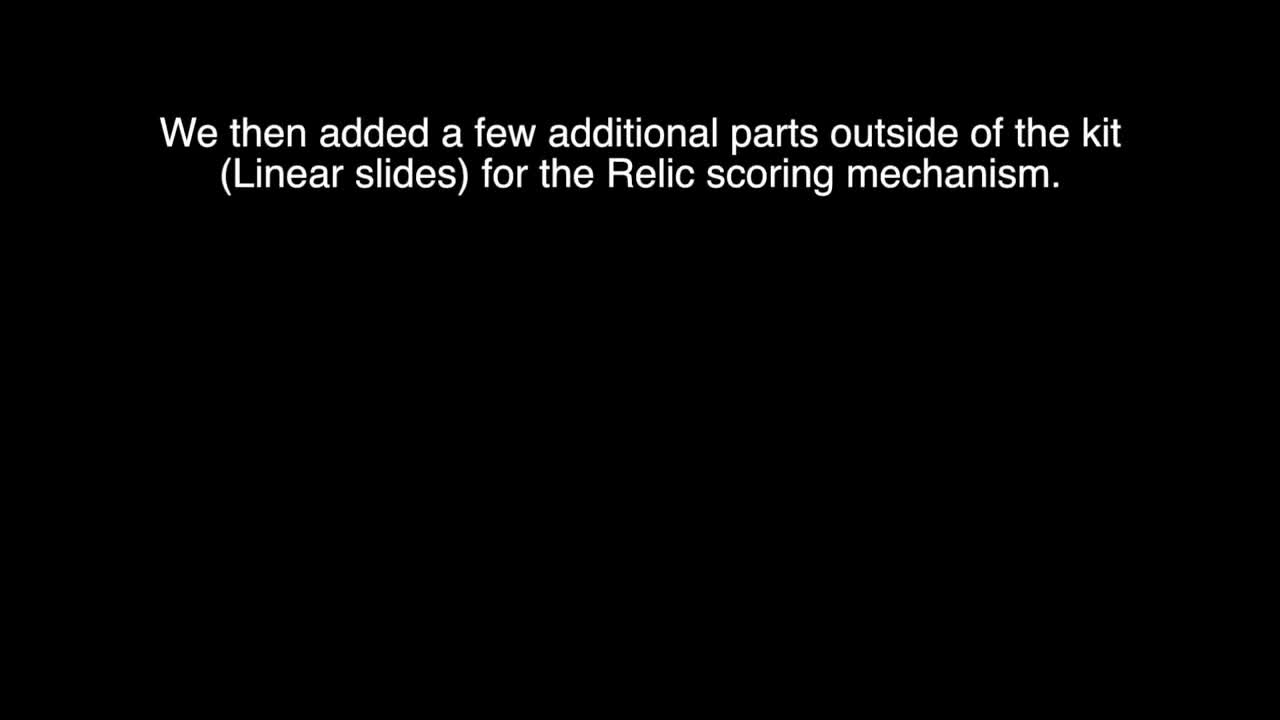 We then added a few additional parts outside of the kit
(Linear slides) for the Relic scoring mechanism.